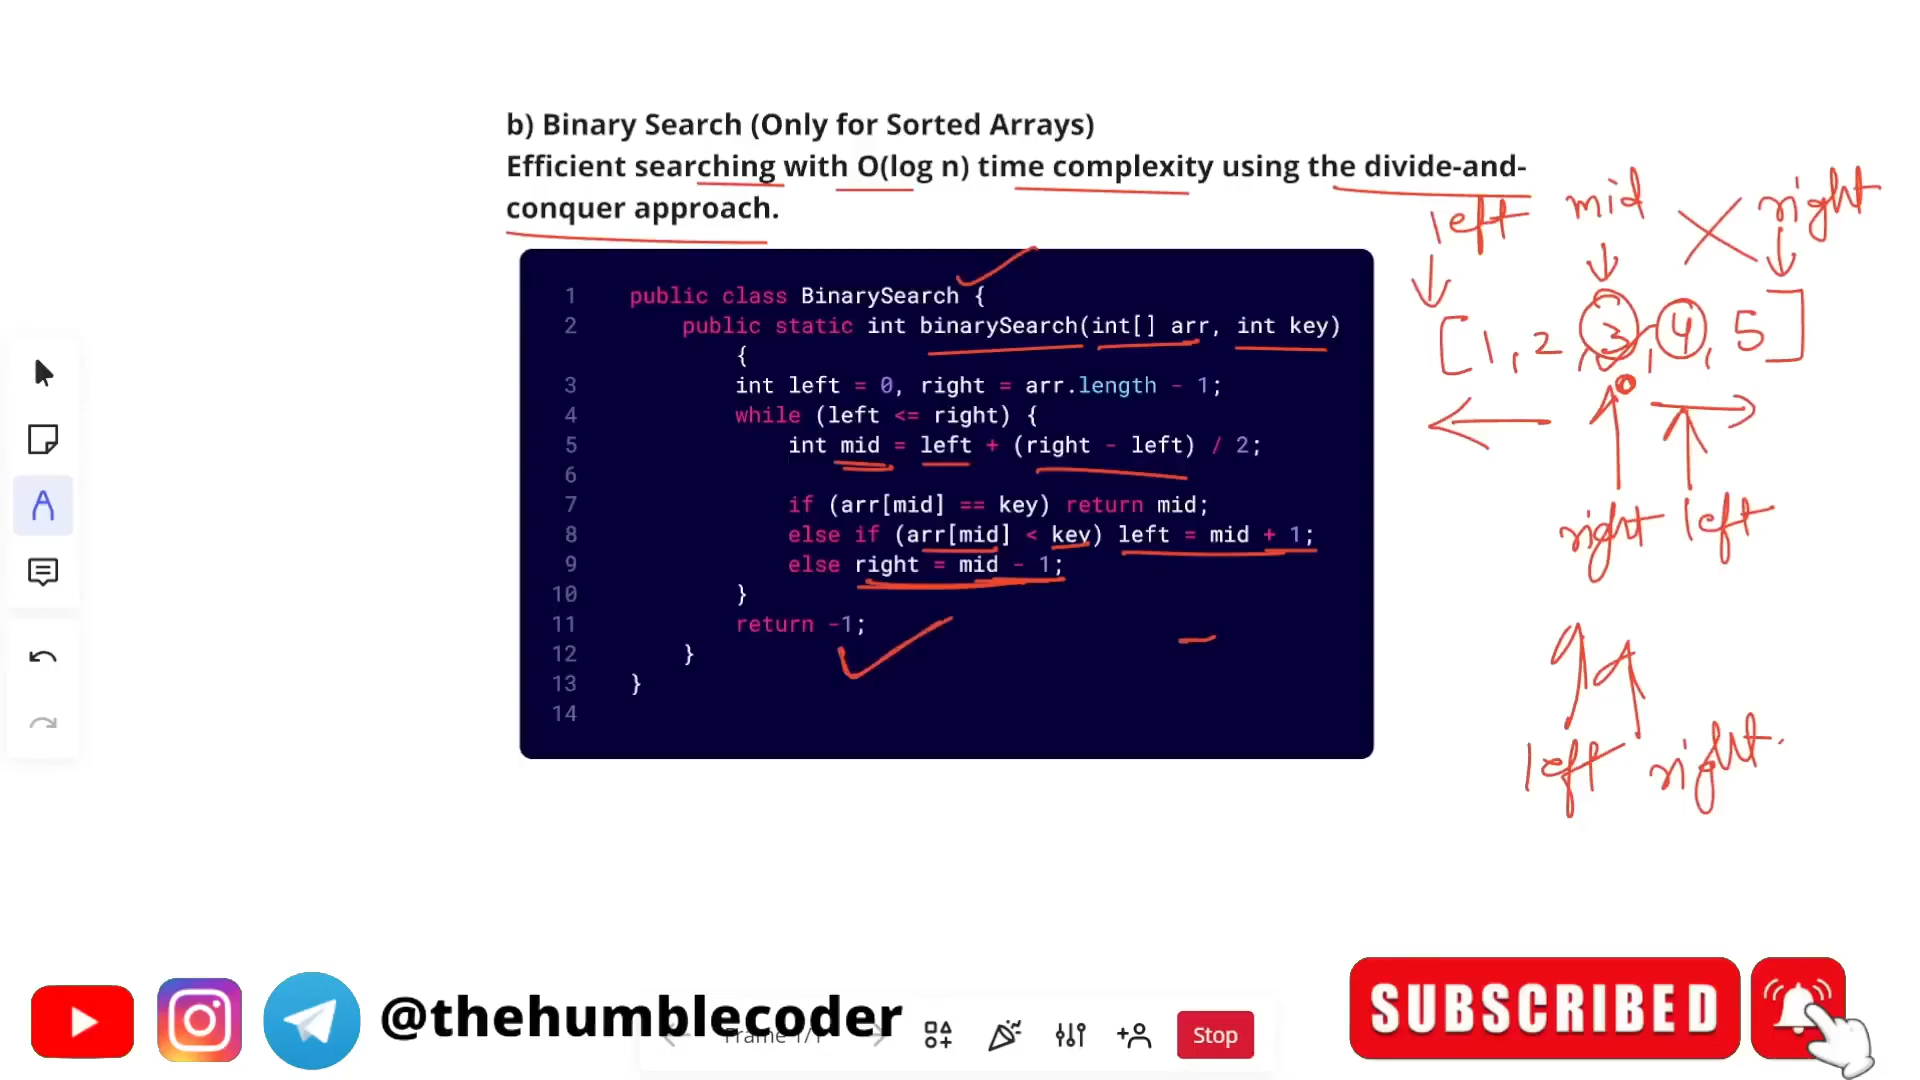 b) Binary Search (Only for Sorted Arrays)
Efficient searching with O(log n) time complexity using the divide-and-
conquer approach.
left mid right
[1, 2, 3, 4, 5]
right left
left right
1 public class BinarySearch {
2 public static int binarySearch(int[] arr, int key)
{
3 int left = 0, right = arr.length - 1;
4 while (left <= right) {
5 int mid = left + (right - left) / 2;
6
7 if (arr[mid] == key) return mid;
8 else if (arr[mid] < key) left = mid + 1;
9 else right = mid - 1;
10 }
11 return -1;
12 }
13 }
14
@thehumblecoder
Frame 1/1
Stop
SUBSCRIBED